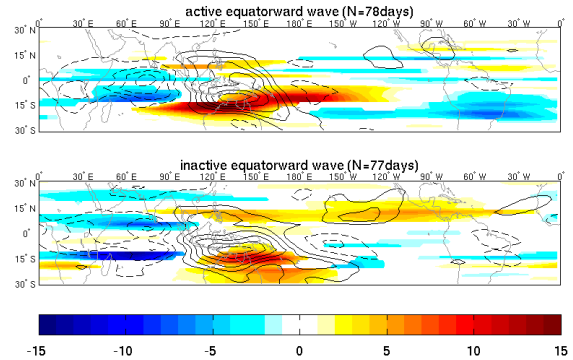 active equatorward wave (N=78days)
30° N
15° N
0°
15° S
30° S
0° 30° E 60° E 90° E 120° E 150° E 180° W 150° W 120° W 90° W 60° W 30° W 0°
inactive equatorward wave (N=77days)
30° N
15° N
0°
15° S
30° S
0° 30° E 60° E 90° E 120° E 150° E 180° W 150° W 120° W 90° W 60° W 30° W 0°
-15 -10 -5 0 5 10 15